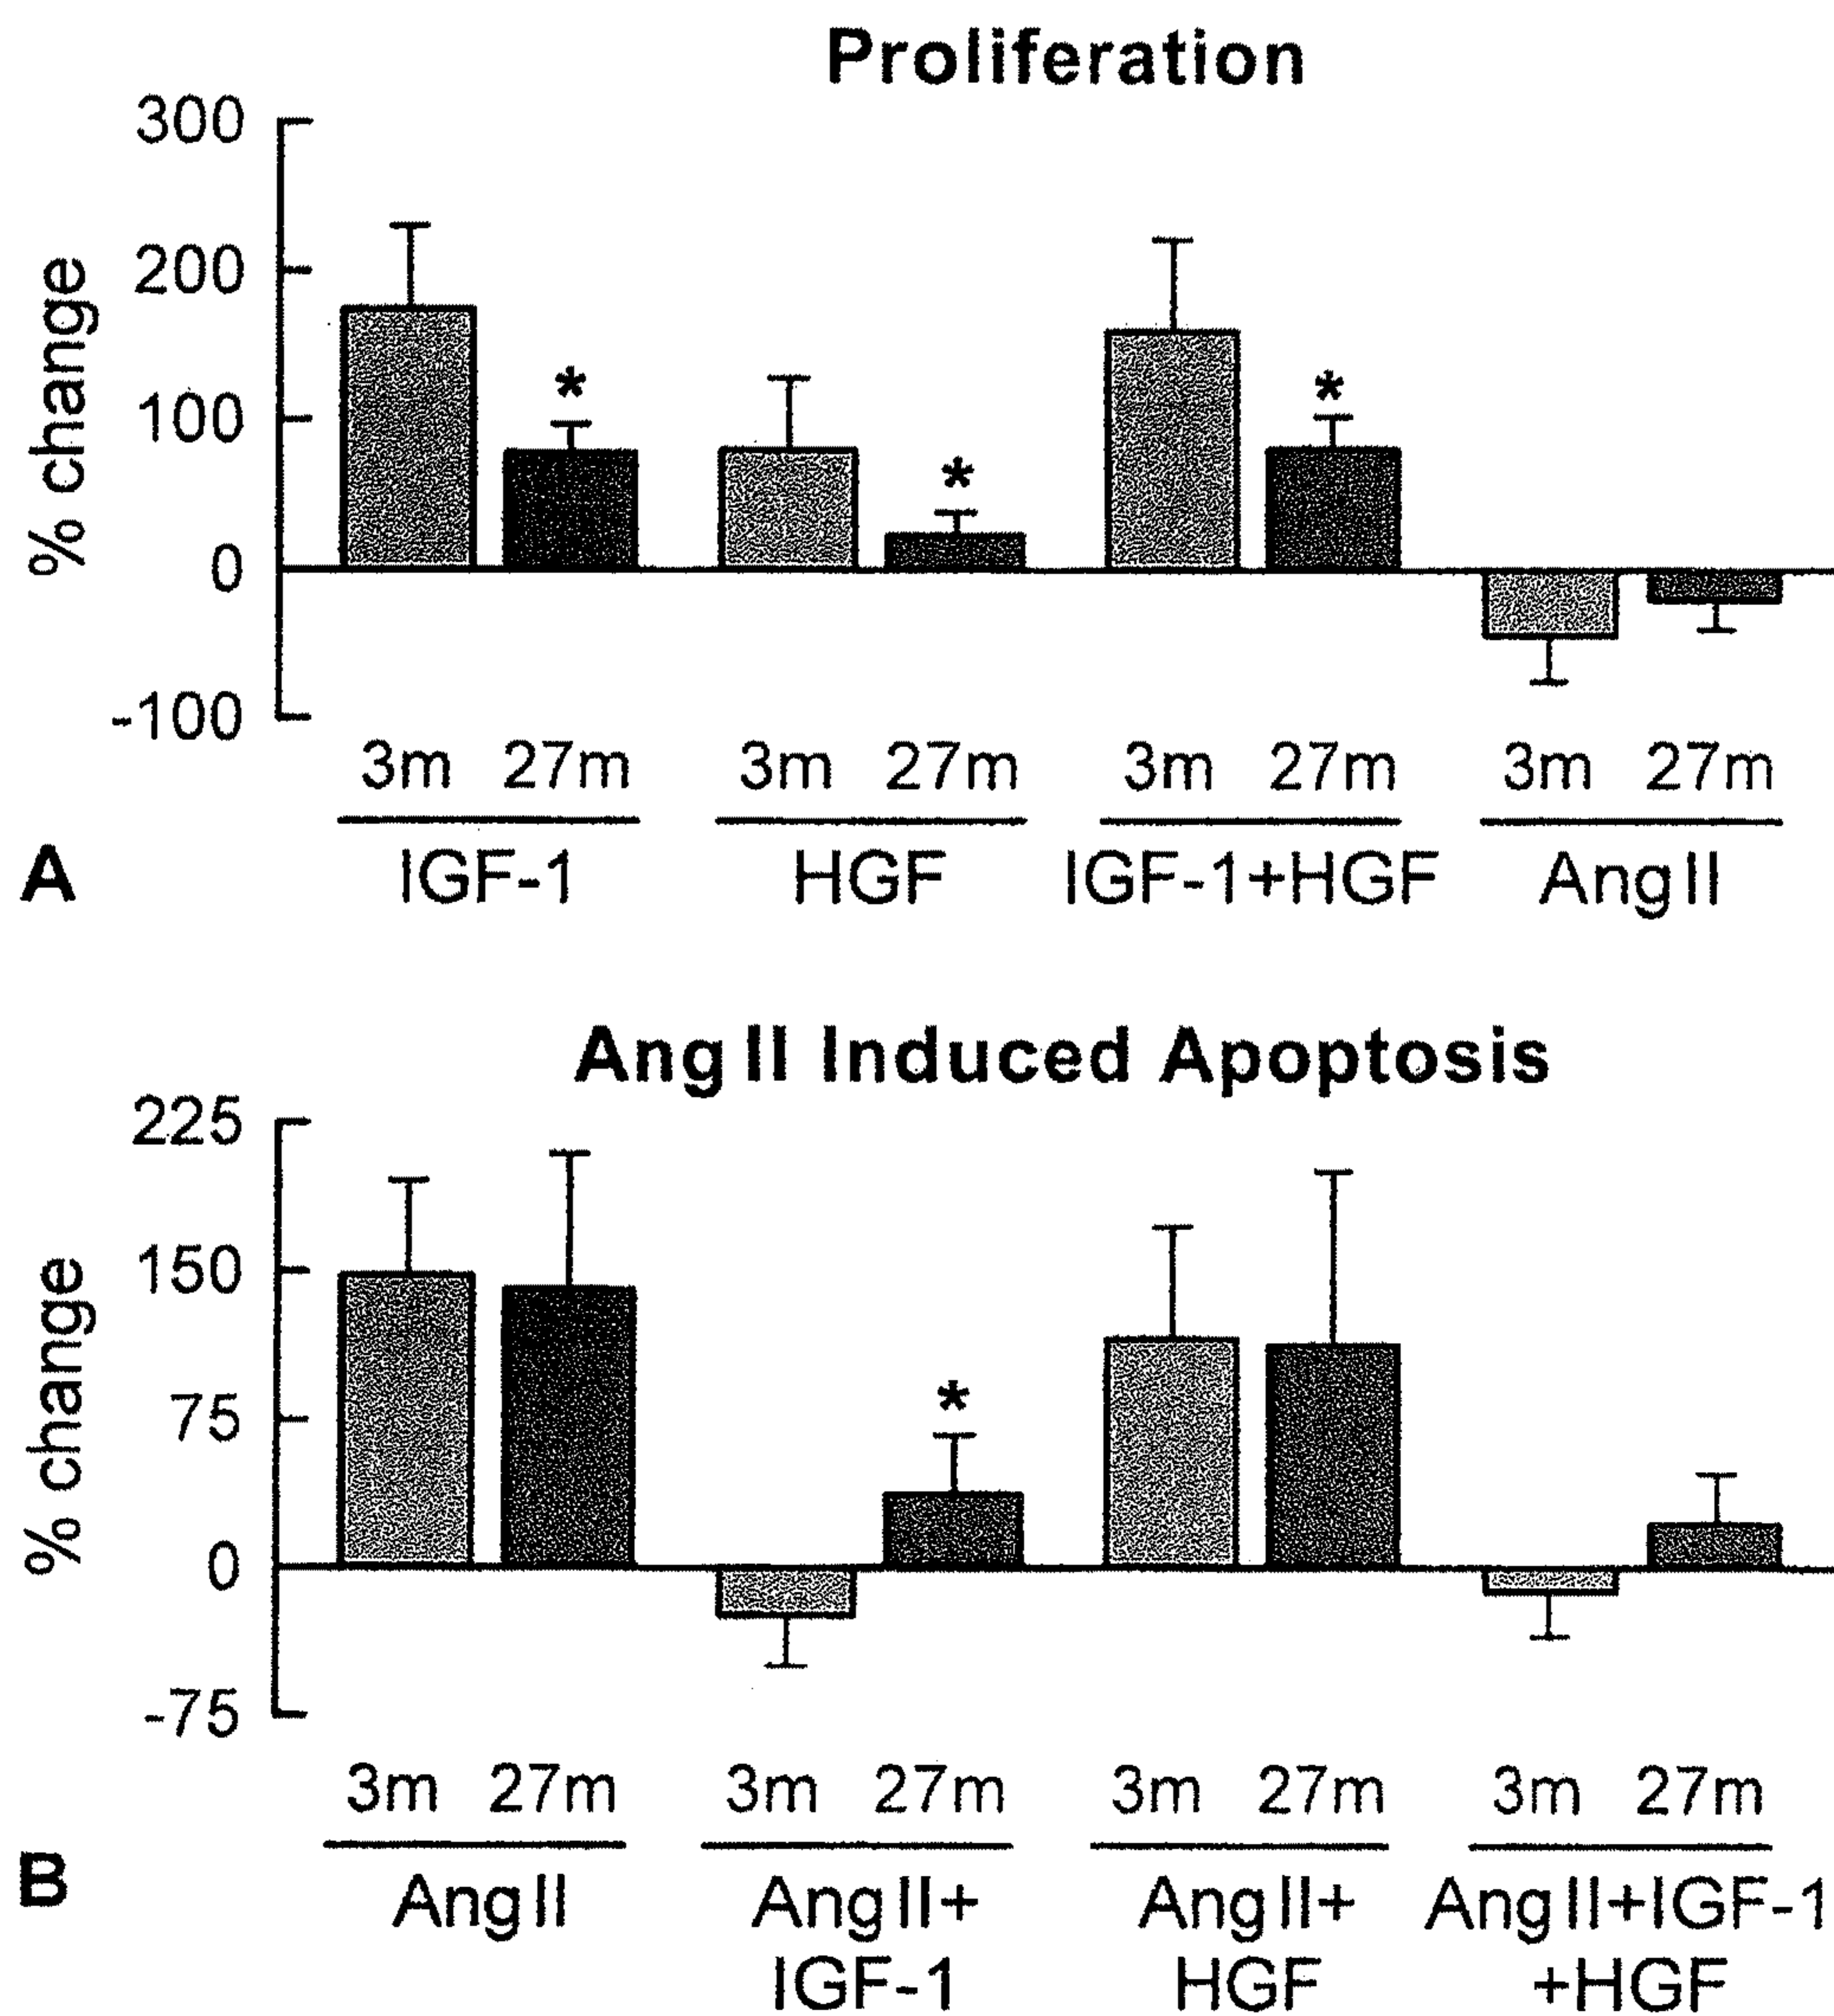 Proliferation
300
200
100
0
-100
% change
3m 27m 3m 27m 3m 27m 3m 27m
A
IGF-1 HGF IGF-1+HGF Ang II
* * *
Ang II Induced Apoptosis
225
150
75
0
-75
% change
*
3m 27m 3m 27m 3m 27m 3m 27m
B
Ang II Ang II+ Ang II+ Ang II+IGF-1
IGF-1 HGF +HGF